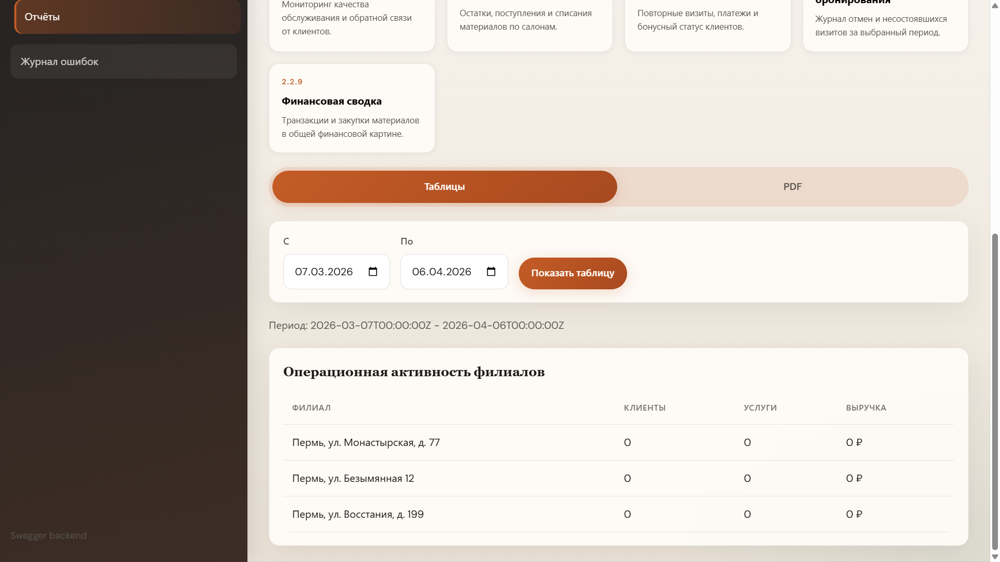 Отчёты
Журнал ошибок
Swagger backend
Мониторинг качества
обслуживания и обратной связи
от клиентов.
Остатки, поступления и списания
материалов по салонам.
Повторные визиты, платежи и
бонусный статус клиентов.
бронирования
Журнал отмен и несостоявшихся
визитов за выбранный период.
2.2.9
Финансовая сводка
Транзакции и закупки материалов
в общей финансовой картине.
Таблицы
PDF
С
По
07.03.2026
06.04.2026
Показать таблицу
Период: 2026-03-07T00:00:00Z - 2026-04-06T00:00:00Z
Операционная активность филиалов
ФИЛИАЛ КЛИЕНТЫ УСЛУГИ ВЫРУЧКА
Пермь, ул. Монастырская, д. 77 0 0 0 ₽
Пермь, ул. Безымянная 12 0 0 0 ₽
Пермь, ул. Восстания, д. 199 0 0 0 ₽